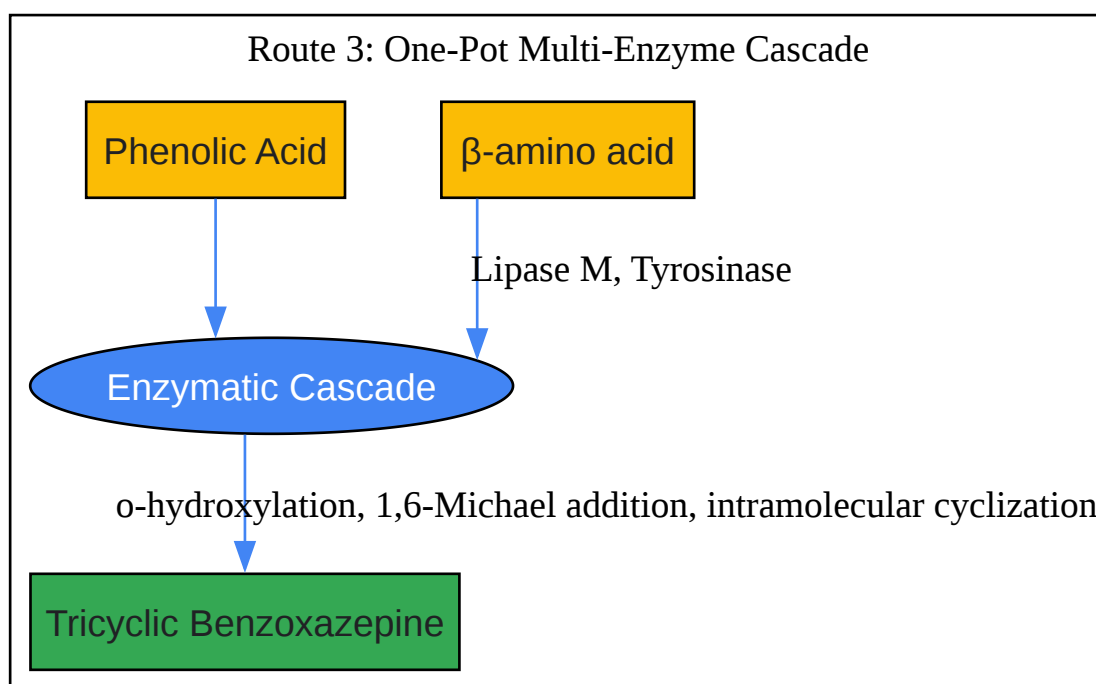 Route 3: One-Pot Multi-Enzyme Cascade
Phenolic Acid
β-amino acid
Lipase M, Tyrosinase
Enzymatic Cascade
o-hydroxylation, 1,6-Michael addition, intramolecular cyclization
Tricyclic Benzoxazepine